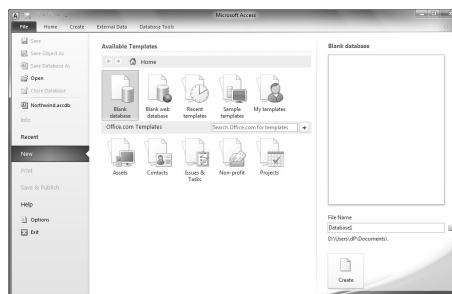 Microsoft Access
File Home Create External Data Database Tools
Save
Save Object As
Save Database As
Open
Close Database
Northwind.accdb
Info
Recent
New
Print
Save & Publish
Help
Options
Exit
Available Templates
Home
Blank database
Blank web database
Recent templates
Sample templates
My templates
Office.com Templates
Search Office.com for templates
Assets
Contacts
Issues & Tasks
Non-profit
Projects
Blank database
File Name
Database
D:\Users\dP\Documents\
Create